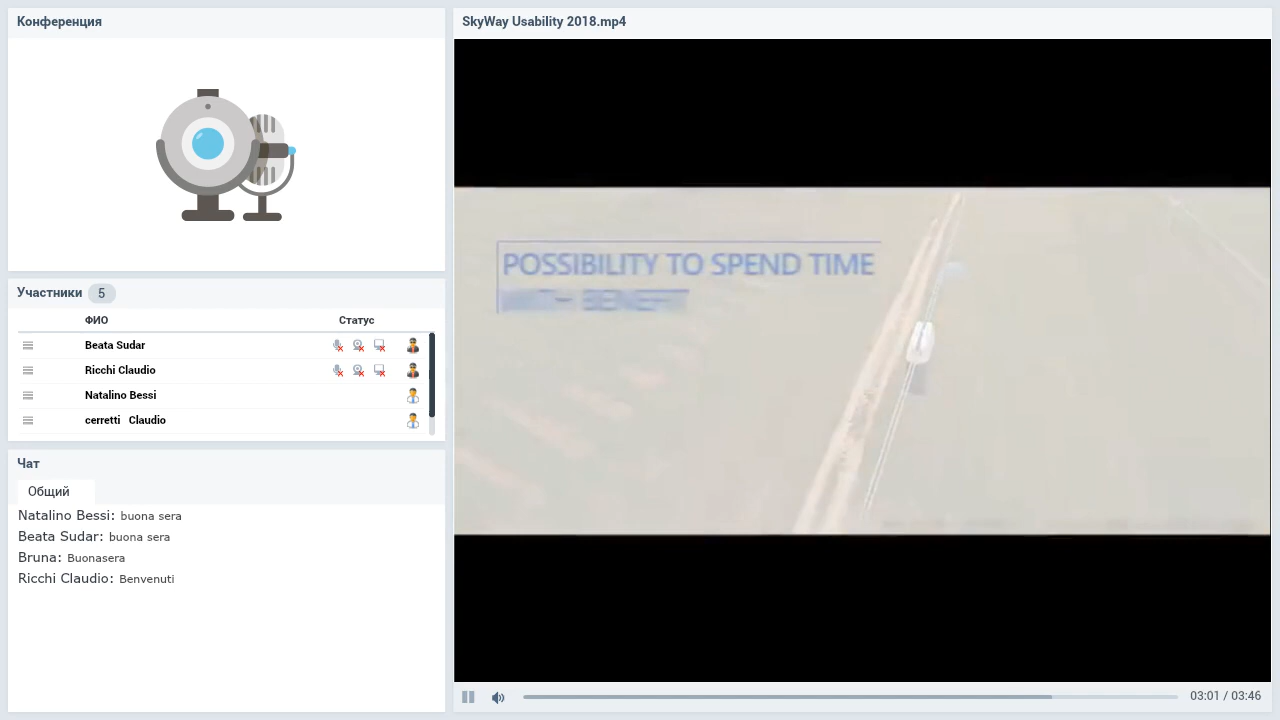 Конференция
Участники 5
ФИО Статус
Beata Sudar
Ricchi Claudio
Natalino Bessi
cerretti Claudio
Чат
Общий
Natalino Bessi: buona sera
Beata Sudar: buona sera
Bruna: Buonasera
Ricchi Claudio: Benvenuti
SkyWay Usability 2018.mp4
POSSIBILITY TO SPEND TIME
03:01 / 03:46